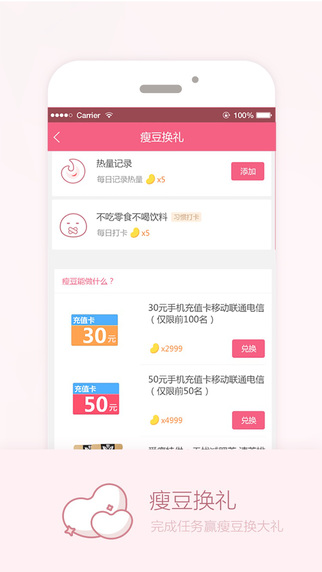 Carrier 100%
瘦豆换礼
热量记录
每日记录热量 x5
添加
不吃零食不喝饮料 习惯打卡
每日打卡 x5
瘦豆能做什么？
充值卡
30元
30元手机充值卡移动联通电信
（仅限前100名）
x2999
兑换
充值卡
50元
50元手机充值卡移动联通电信
（仅限前50名）
x4999
兑换
瘦豆换礼
完成任务赢瘦豆换大礼